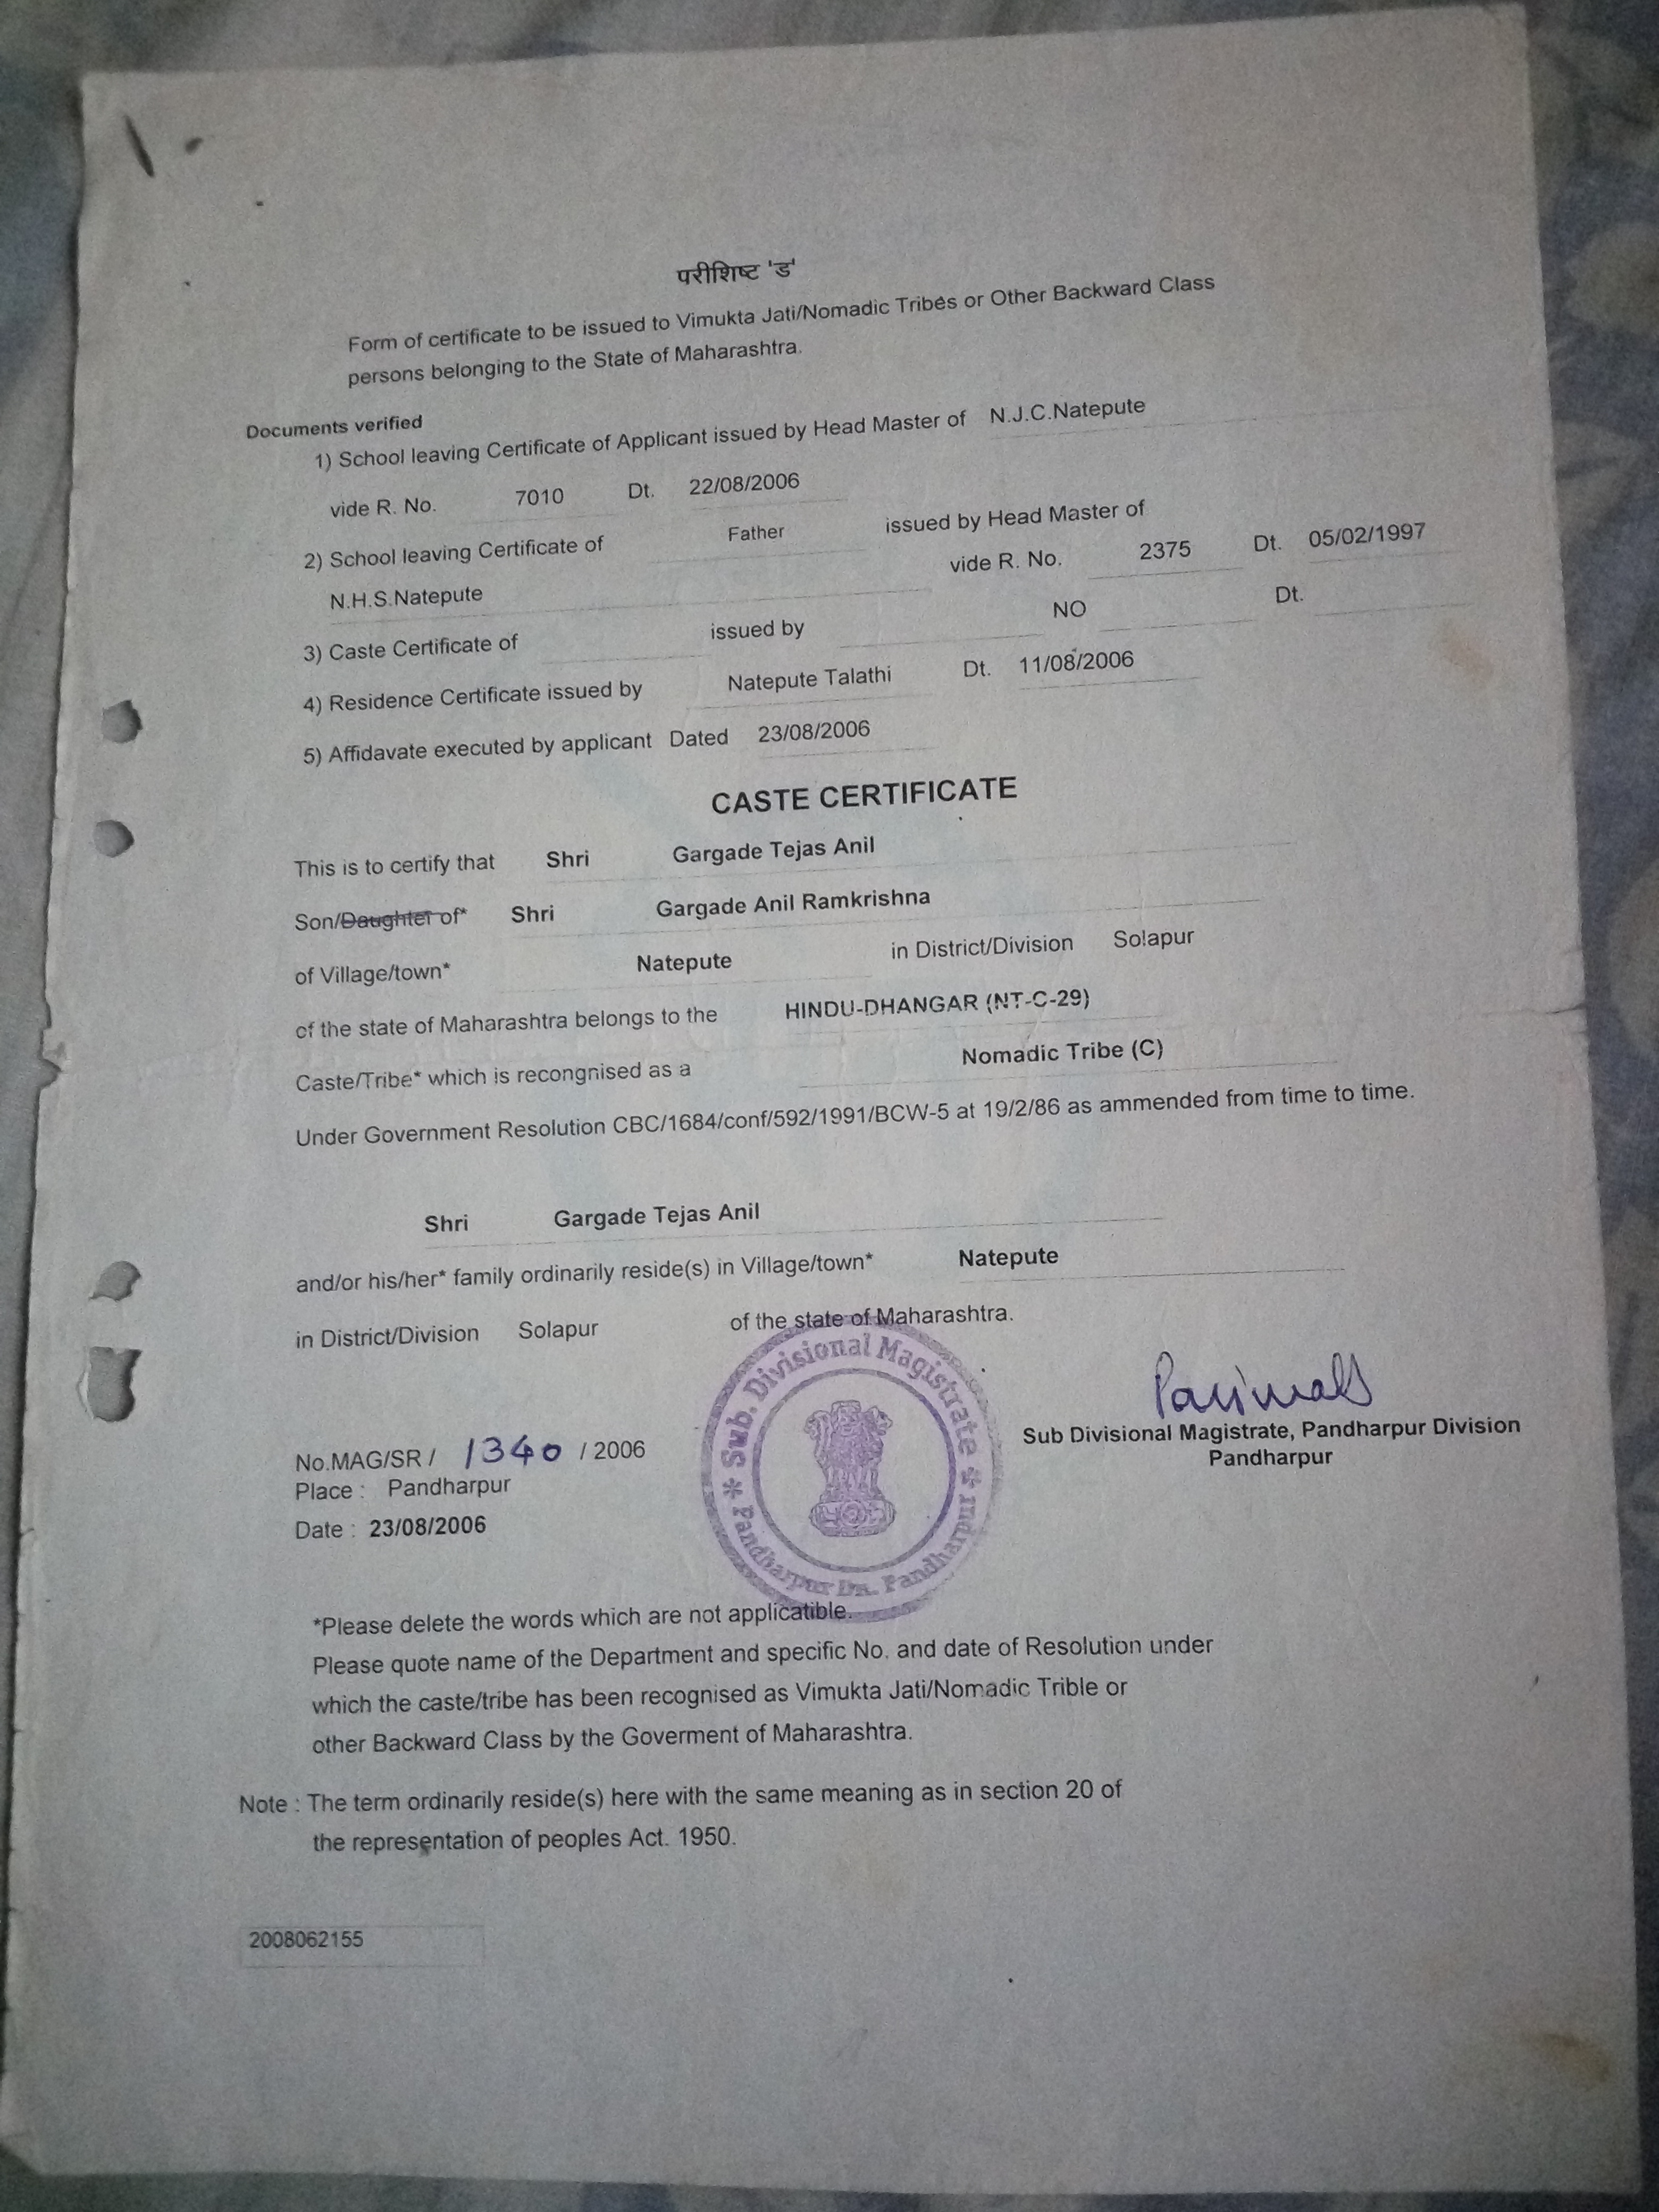 परीशिष्ट 'ड'
Form of certificate to be issued to Vimukta Jati/Nomadic Tribes or Other Backward Class
persons belonging to the State of Maharashtra.
Documents verified
1) School leaving Certificate of Applicant issued by Head Master of N.J.C.Natepute
vide R. No. 7010 Dt. 22/08/2006
2) School leaving Certificate of Father issued by Head Master of
N.H.S.Natepute vide R. No. 2375 Dt. 05/02/1997
3) Caste Certificate of issued by NO Dt.
4) Residence Certificate issued by Natepute Talathi Dt. 11/08/2006
5) Affidavate executed by applicant Dated 23/08/2006
CASTE CERTIFICATE
This is to certify that Shri Gargade Tejas Anil
Son/Daughter of* Shri Gargade Anil Ramkrishna
of Village/town* Natepute in District/Division Solapur
of the state of Maharashtra belongs to the HINDU-DHANGAR (NT-C-29)
Caste/Tribe* which is recongnised as a Nomadic Tribe (C)
Under Government Resolution CBC/1684/conf/592/1991/BCW-5 at 19/2/86 as ammended from time to time.
Shri Gargade Tejas Anil
and/or his/her* family ordinarily reside(s) in Village/town* Natepute
in District/Division Solapur of the state of Maharashtra.
Sub. Divisional Magistrate
Pandharpur Dn. Pandharpur
Sub Divisional Magistrate, Pandharpur Division
Pandharpur
No.MAG/SR / 1340 / 2006
Place : Pandharpur
Date : 23/08/2006
*Please delete the words which are not applicatible.
Please quote name of the Department and specific No. and date of Resolution under
which the caste/tribe has been recognised as Vimukta Jati/Nomadic Trible or
other Backward Class by the Goverment of Maharashtra.
Note : The term ordinarily reside(s) here with the same meaning as in section 20 of
the representation of peoples Act. 1950.
2008062155